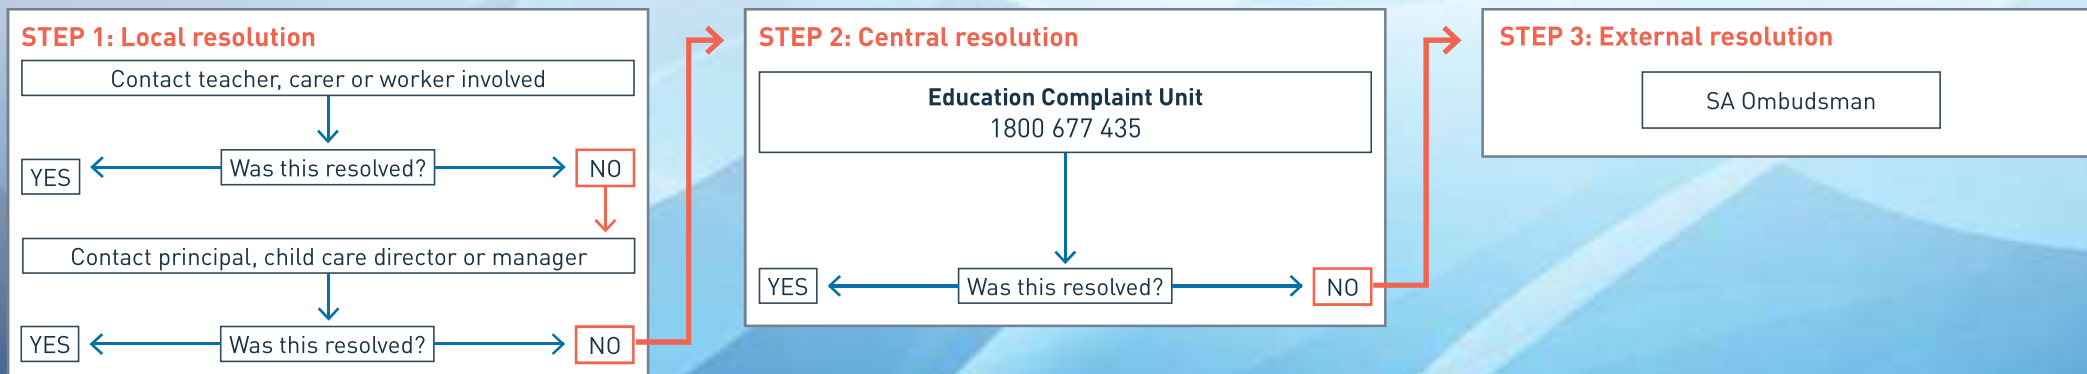 STEP 1: Local resolution
Contact teacher, carer or worker involved
Was this resolved?
YES
NO
Contact principal, child care director or manager
Was this resolved?
YES
NO
STEP 2: Central resolution
Education Complaint Unit
1800 677 435
Was this resolved?
YES
NO
STEP 3: External resolution
SA Ombudsman